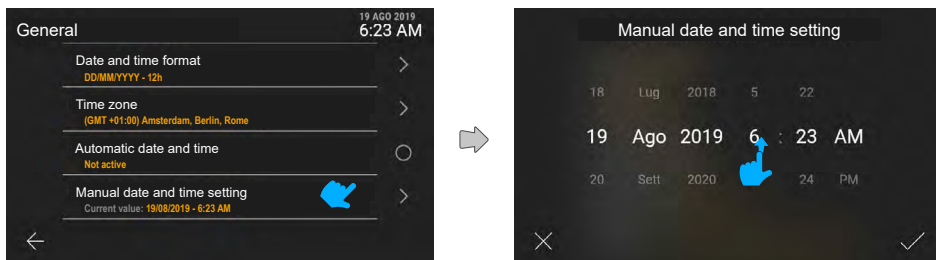 General
19 AGO 2019
6:23 AM
Date and time format
DD/MM/YYYY - 12h
Time zone
(GMT +01:00) Amsterdam, Berlin, Rome
Automatic date and time
Not active
Manual date and time setting
Current value: 19/08/2019 - 6:23 AM
Manual date and time setting
18 Lug 2018 5 22
19 Ago 2019 6 : 23 AM
20 Sett 2020 24 PM